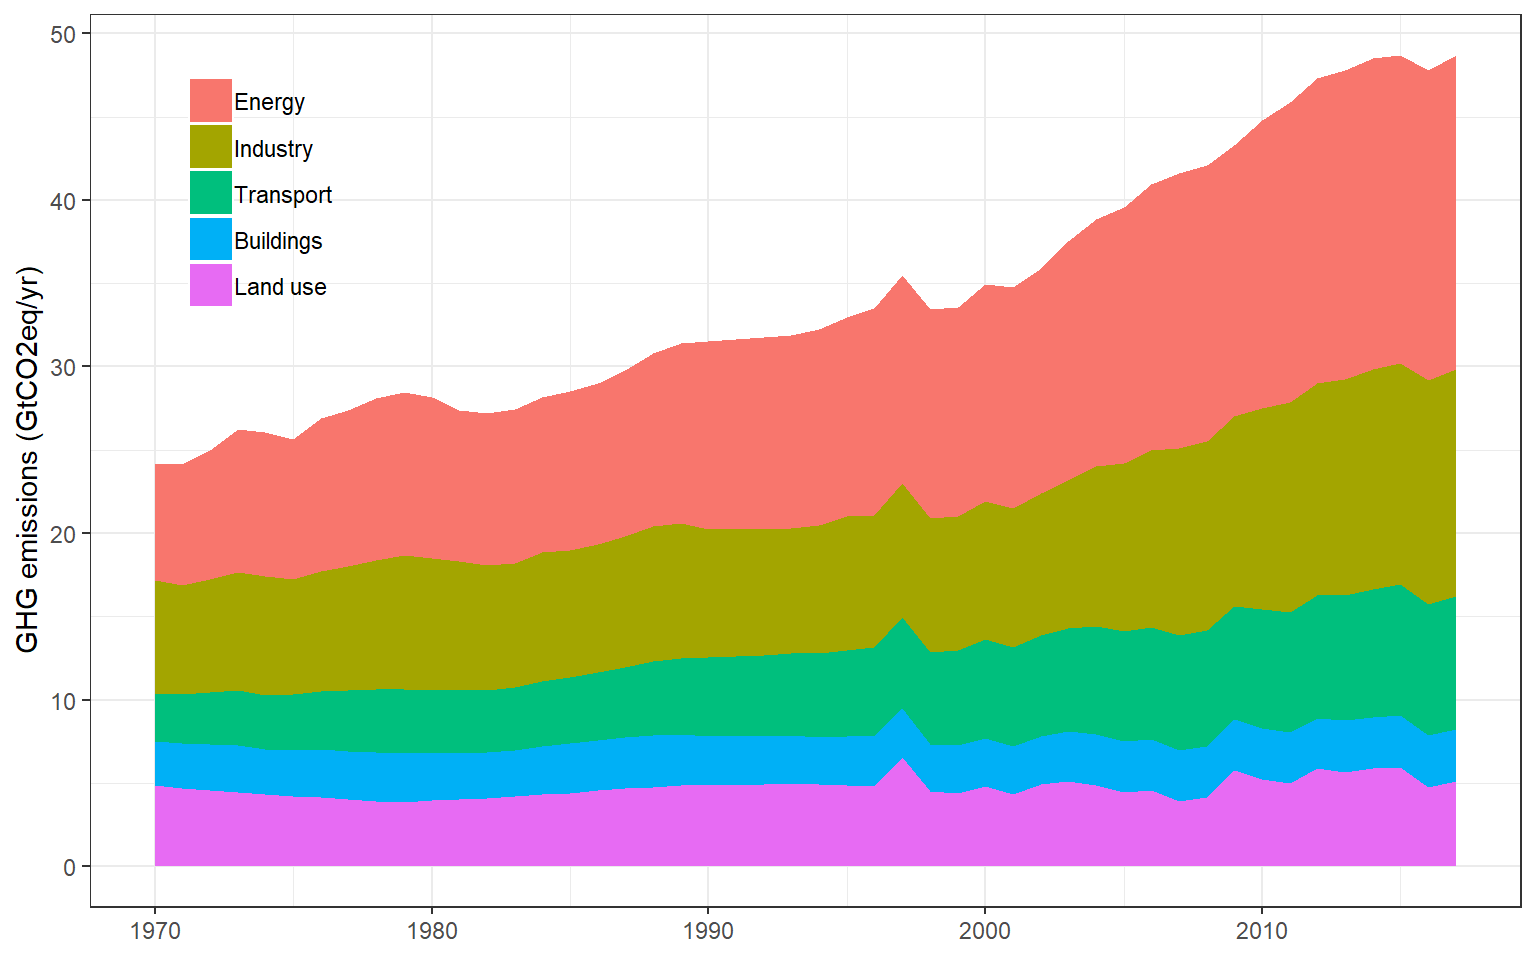 50
40
30
20
10
0
GHG emissions (GtCO2eq/yr)
Energy
Industry
Transport
Buildings
Land use
1970
1980
1990
2000
2010